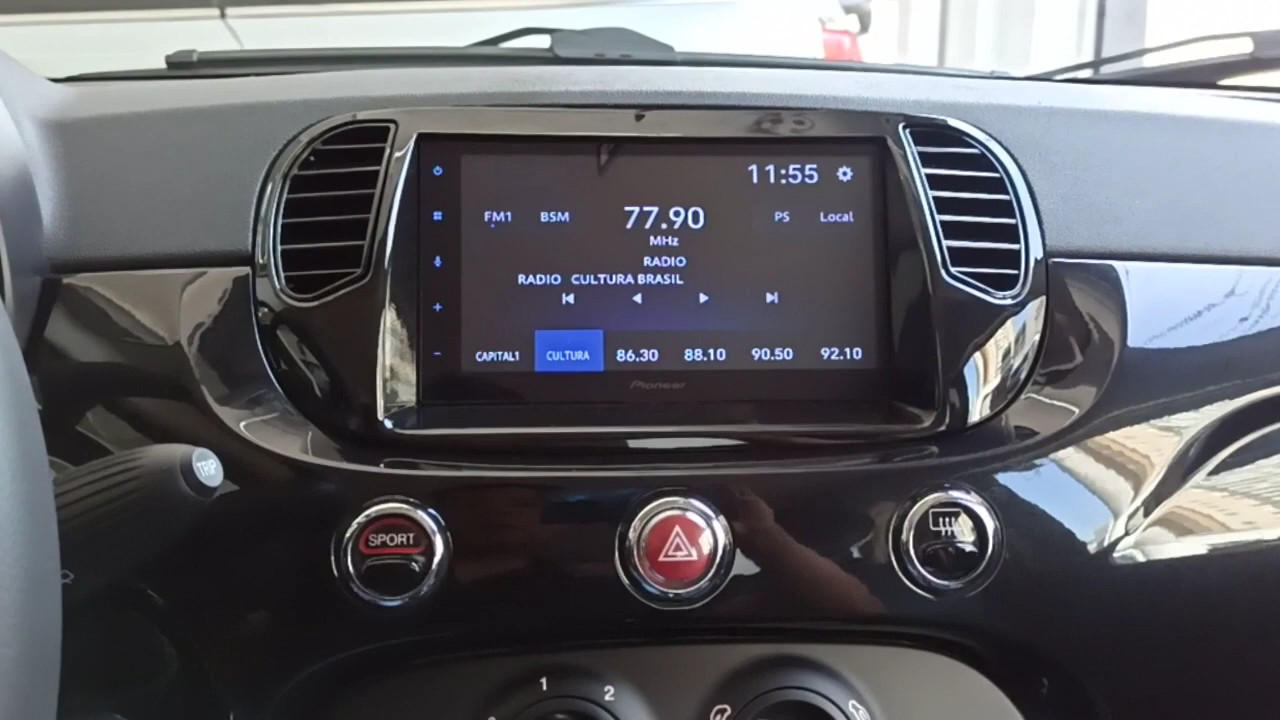 11:55
FM1 BSM 77.90 PS Local
MHz
RADIO
RADIO CULTURA BRASIL
CAPITAL1 CULTURA 86.30 88.10 90.50 92.10
Pioneer
TRIP
SPORT
1 2